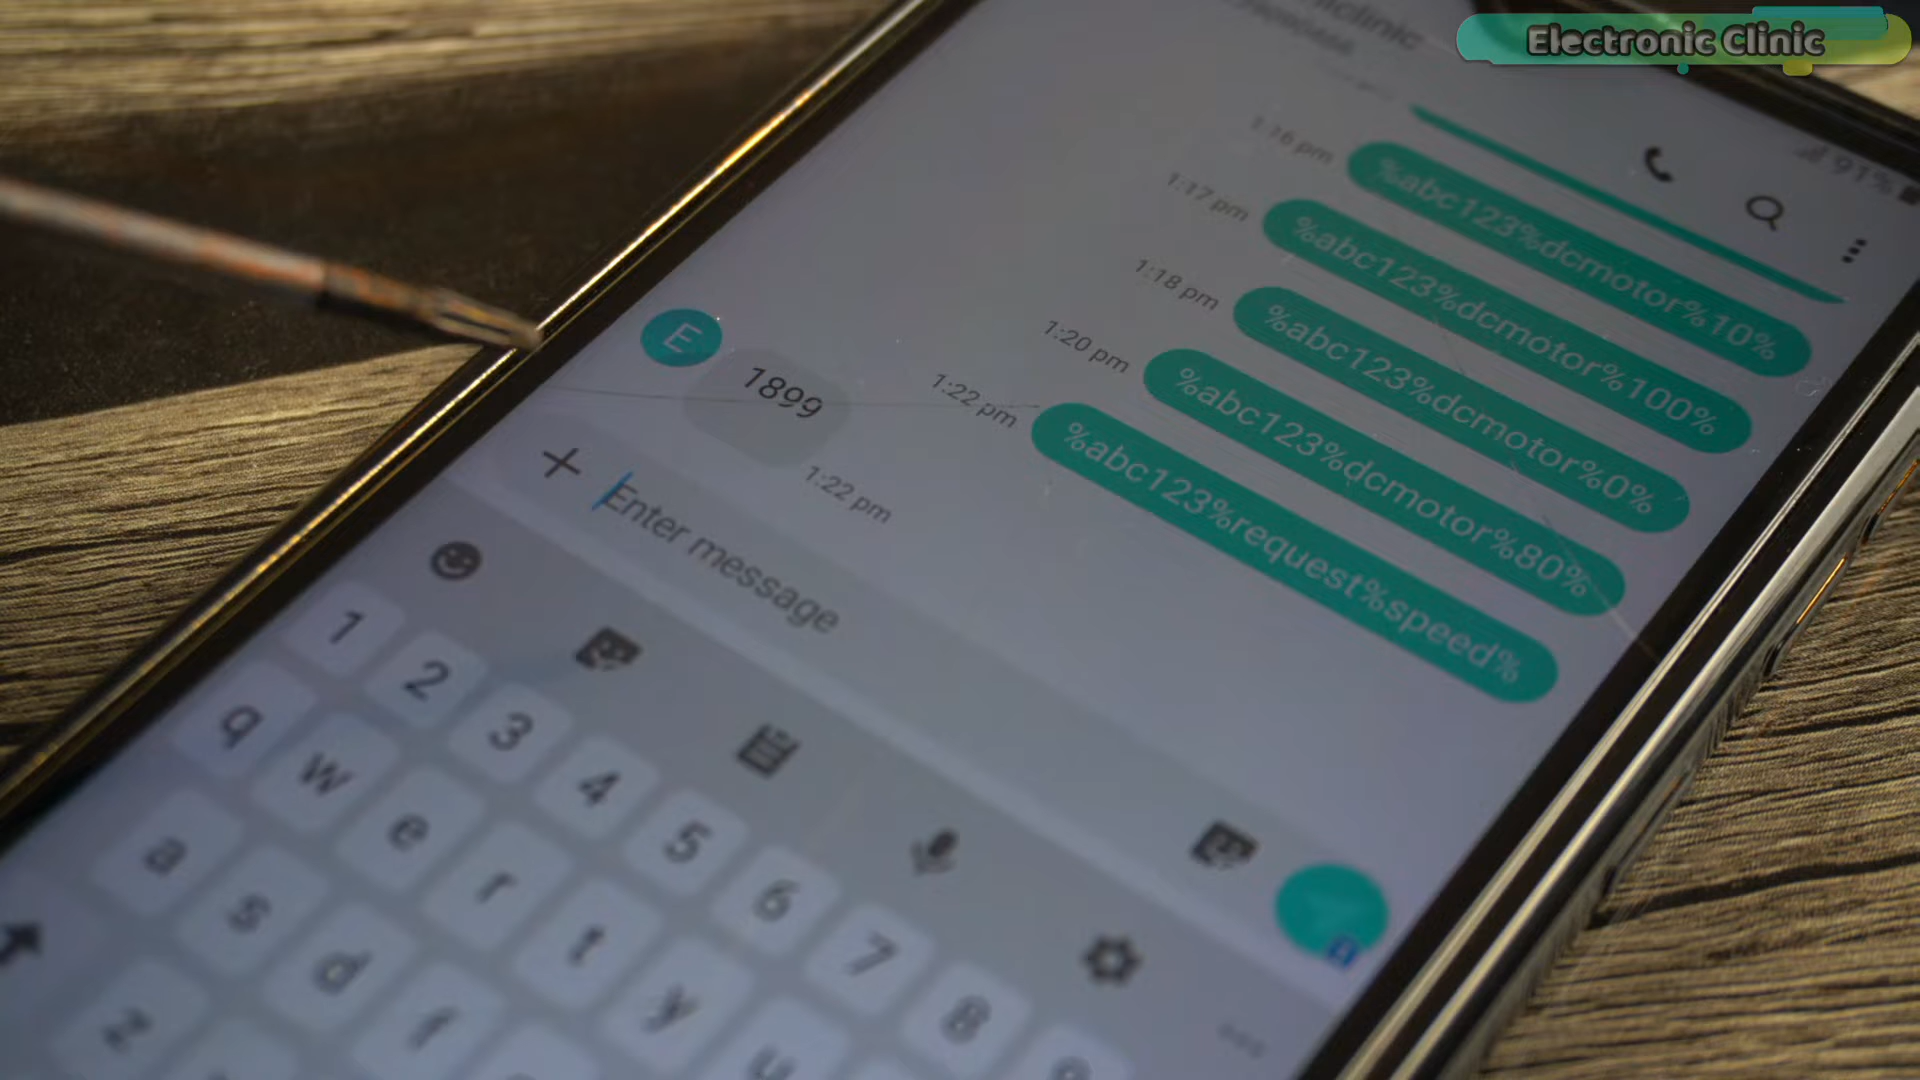 Electronic Clinic
91%
1:16 pm
%abc123%dcmotor%10%
1:17 pm
%abc123%dcmotor%100%
1:18 pm
%abc123%dcmotor%0%
1:20 pm
%abc123%dcmotor%80%
1:22 pm
%abc123%request%speed%
E
1899
1:22 pm
Enter message
1 2 3 4 5 6 7 8 9
q w e r t y u
a s d f
z